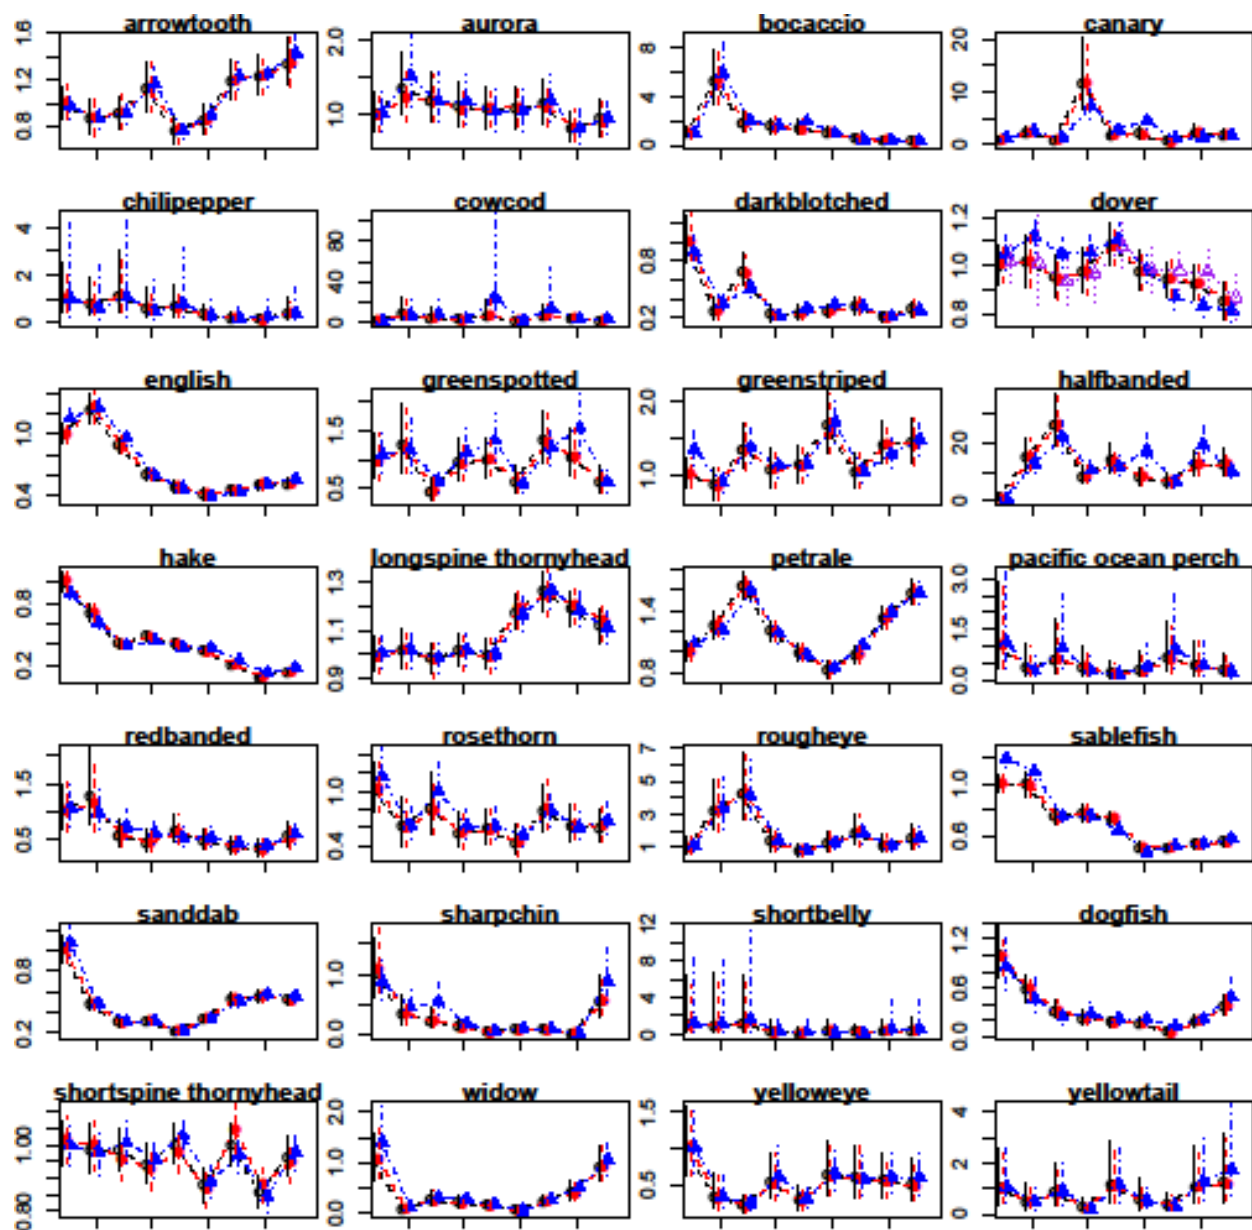 arrowtooth aurora bocaccio canary
0.8 1.2 1.6 1.0 2.0 0 4 8 0 10 20
chilipepper cowcod darkblotched dover
0 2 4 0 40 80 0.2 0.8 0.8 1.0 1.2
english greenspotted greenstriped halfbanded
0.4 1.0 0.5 1.5 1.0 2.0 0 20
hake longspine thornyhead petrale pacific ocean perch
0.2 0.8 0.9 1.1 1.3 0.8 1.4 0.0 1.5 3.0
redbanded rosethorn rougheye sablefish
0.5 1.5 0.4 1.0 1 3 5 7 0.6 1.0
sanddab sharpchin shortbelly dogfish
0.2 0.8 0.0 1.0 0 4 8 12 0.0 0.6 1.2
shortspine thornyhead widow yelloweye yellowtail
0.80 1.00 0.0 1.0 2.0 0.5 1.5 0 2 4